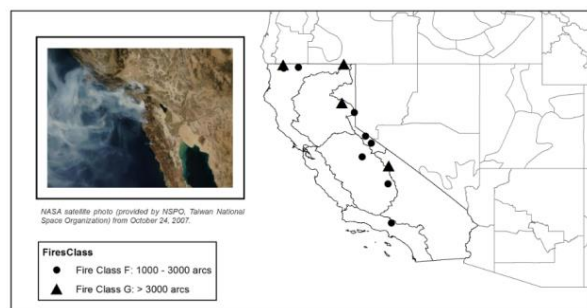 NASA satellite photo (provided by NSPO, Taiwan National
Space Organization) from October 24, 2007.
FiresClass
Fire Class F: 1000 - 3000 arcs
Fire Class G: > 3000 arcs